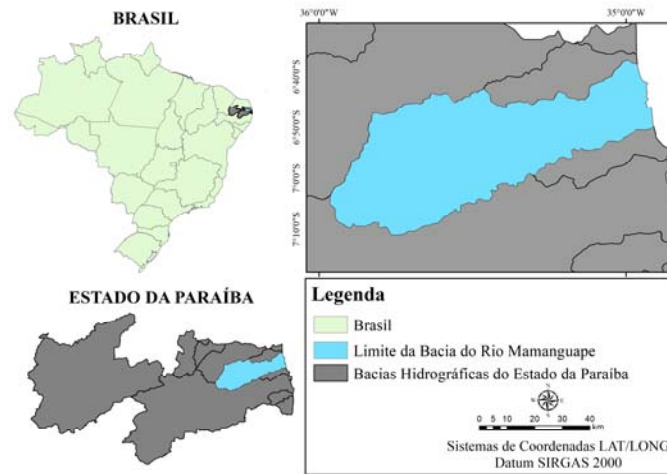 BRASIL
36°0'0"W
35°0'0"W
6°40'0"S
6°50'0"S
7°0'0"S
7°10'0"S
ESTADO DA PARAÍBA
Legenda
Brasil
Limite da Bacia do Rio Mamanguape
Bacias Hidrográficas do Estado da Paraíba
N
W
E
S
0 5 10 20 30 40
km
Sistemas de Coordenadas LAT/LONG
Datum SIRGAS 2000